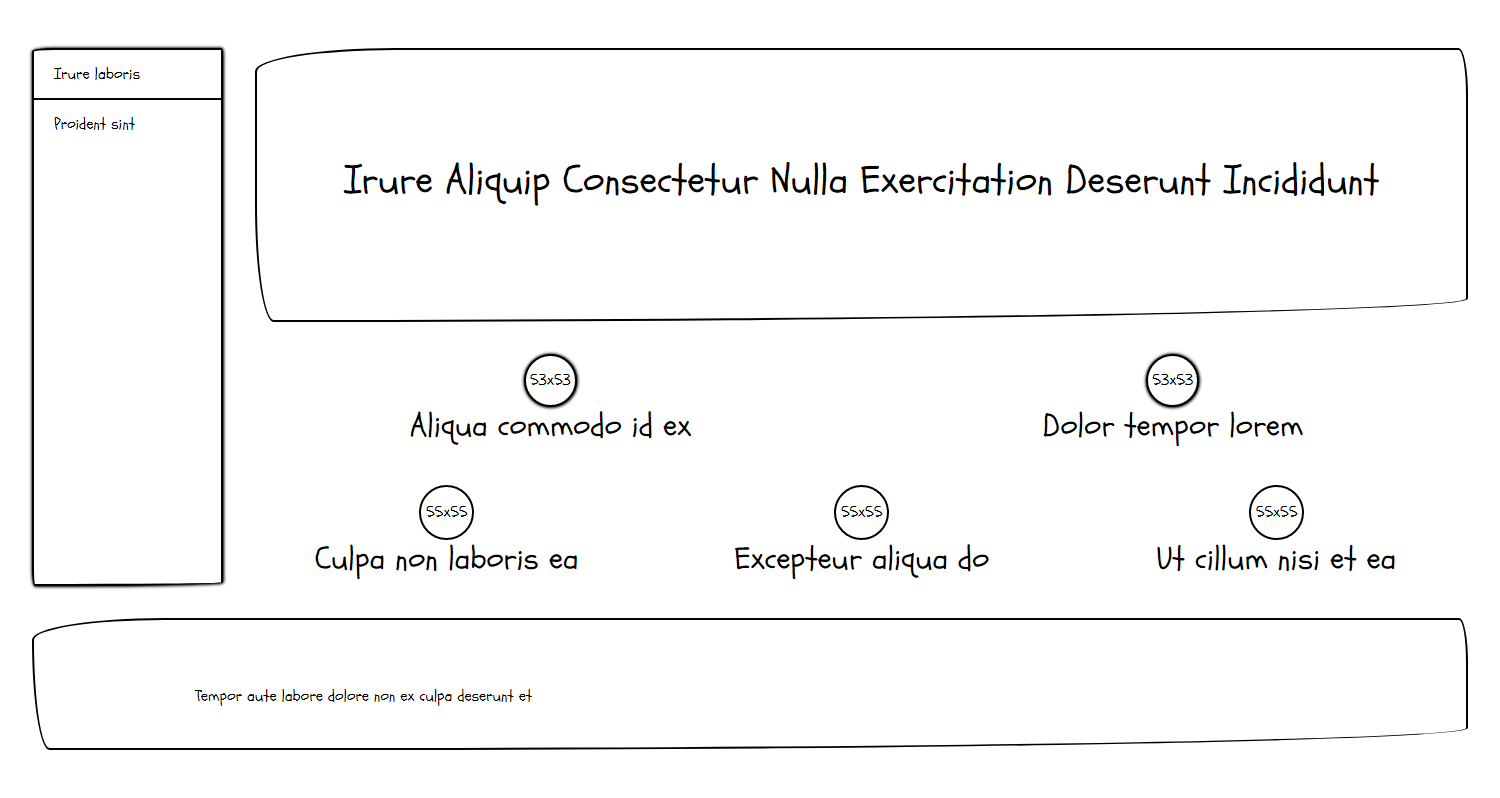 Irure laboris
Proident sint
Irure Aliquip Consectetur Nulla Exercitation Deserunt Incididunt
53x53
53x53
Aliqua commodo id ex
Dolor tempor lorem
55x55
55x55
55x55
Culpa non laboris ea
Excepteur aliqua do
Ut cillum nisi et ea
Tempor aute labore dolore non ex culpa deserunt et